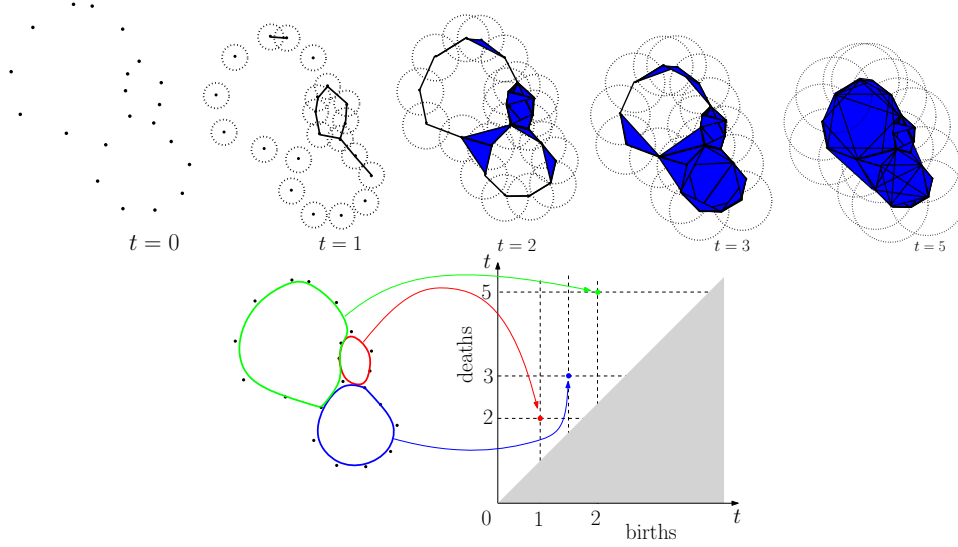 t = 0
t = 1
t = 2
t = 3
t = 5
t
5
deaths
3
2
0
1
2
t
births